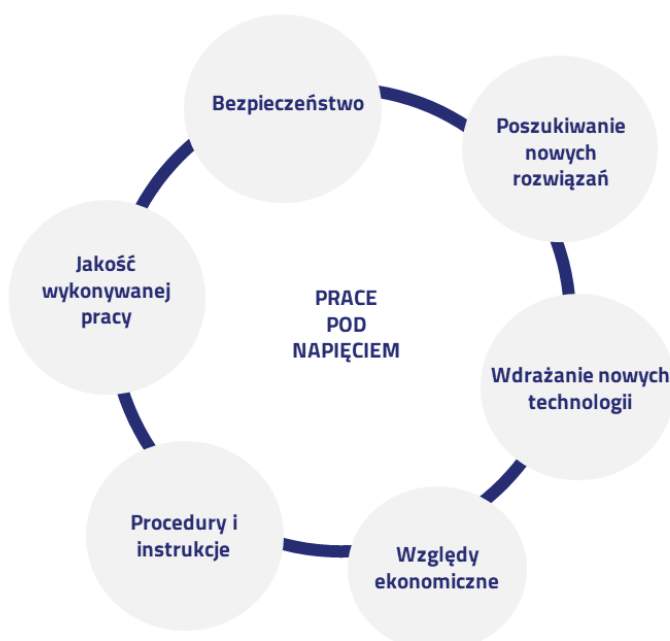 Bezpieczeństwo
Poszukiwanie
nowych
rozwiązań
Jakość
wykonywanej
pracy
PRACE
POD
NAPIĘCIEM
Wdrażanie nowych
technologii
Procedury i
instrukcje
Względy
ekonomiczne